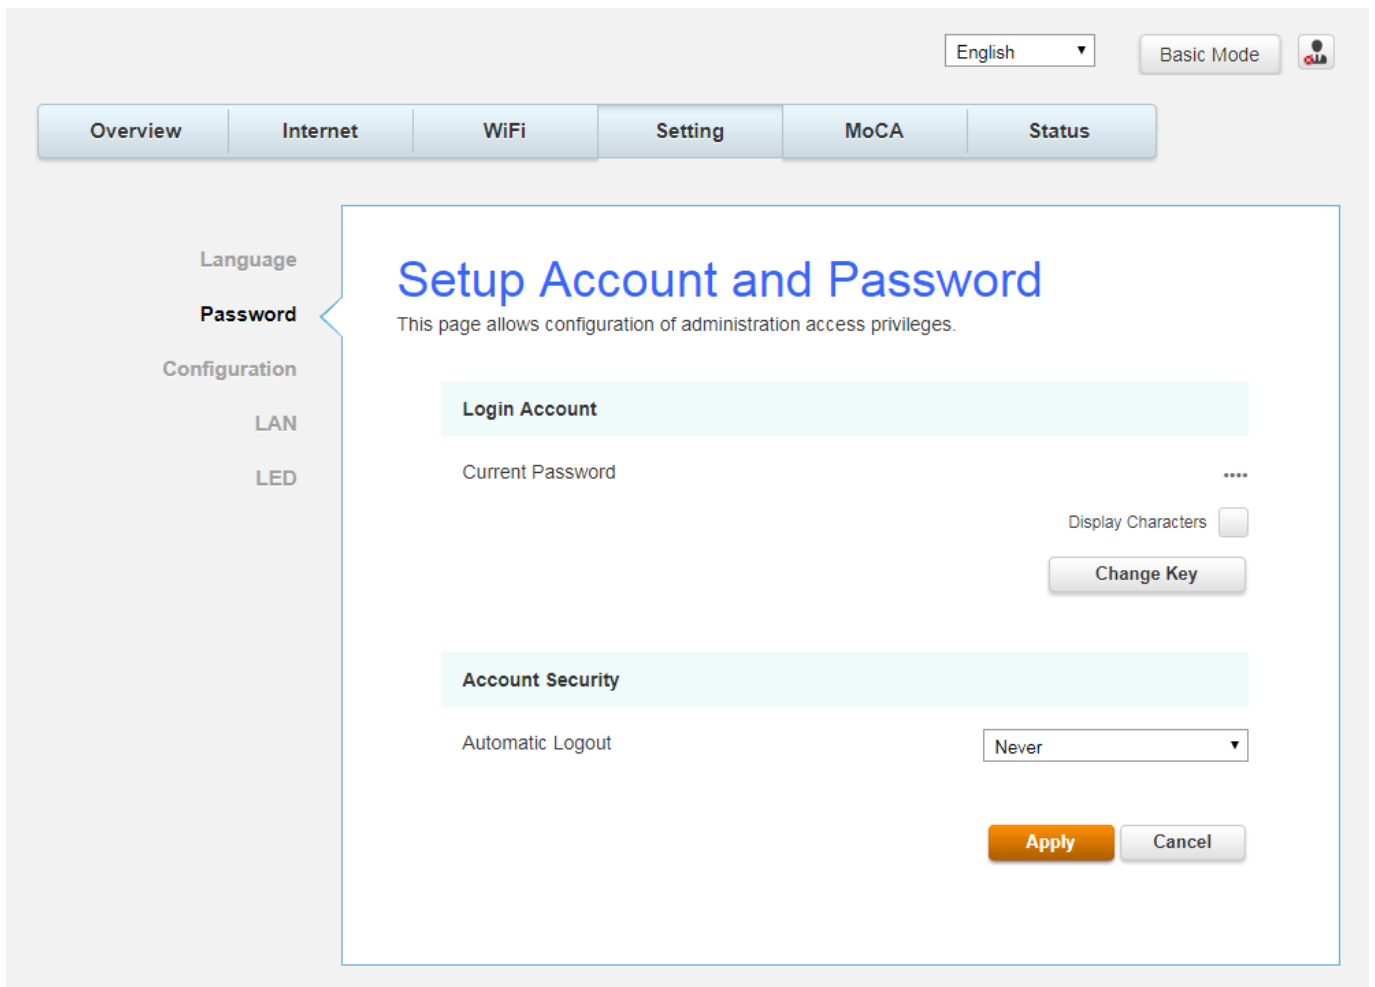 English
Basic Mode
Overview Internet WiFi Setting MoCA Status
Language
Password
Configuration
LAN
LED
Setup Account and Password
This page allows configuration of administration access privileges.
Login Account
Current Password ••••
Display Characters
Change Key
Account Security
Automatic Logout Never
Apply Cancel